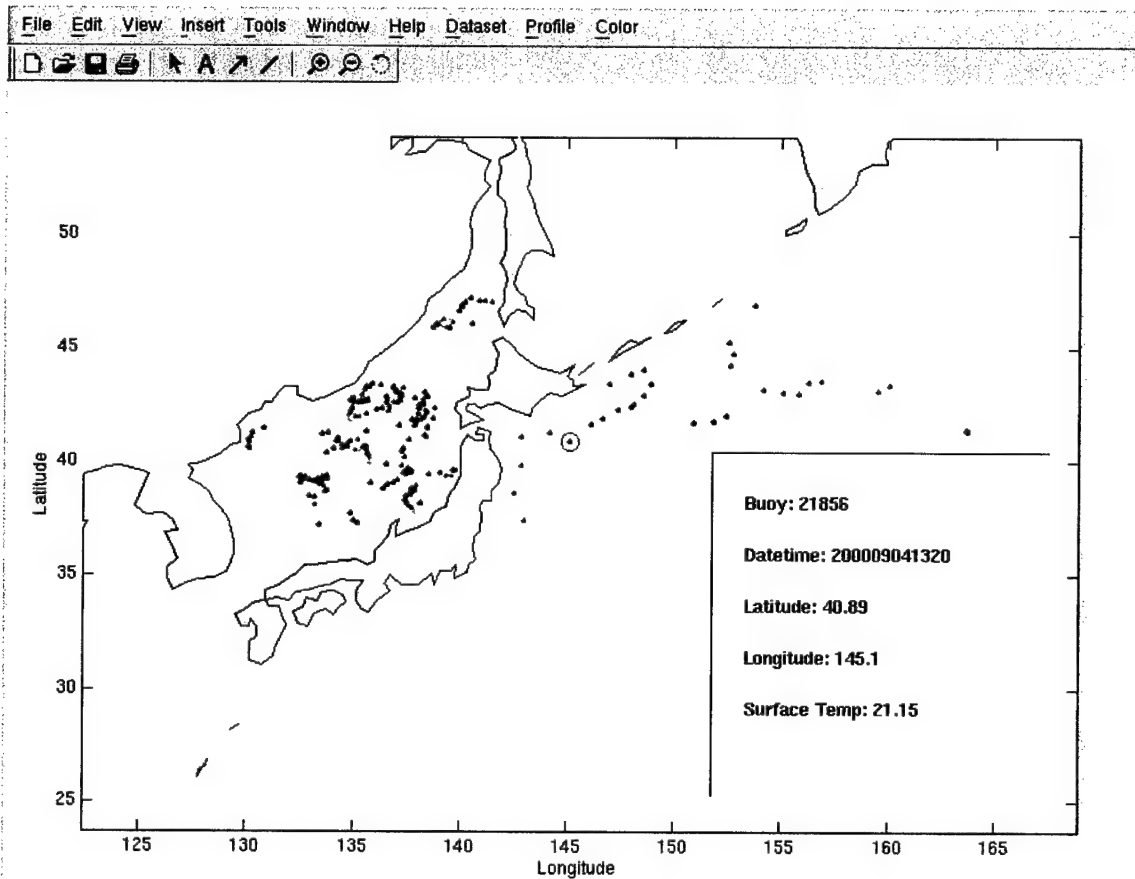 File Edit View Insert Tools Window Help Dataset Profile Color
A
50
45
40
35
30
25
Latitude
125 130 135 140 145 150 155 160 165
Longitude
Buoy: 21856
Datetime: 200009041320
Latitude: 40.89
Longitude: 145.1
Surface Temp: 21.15